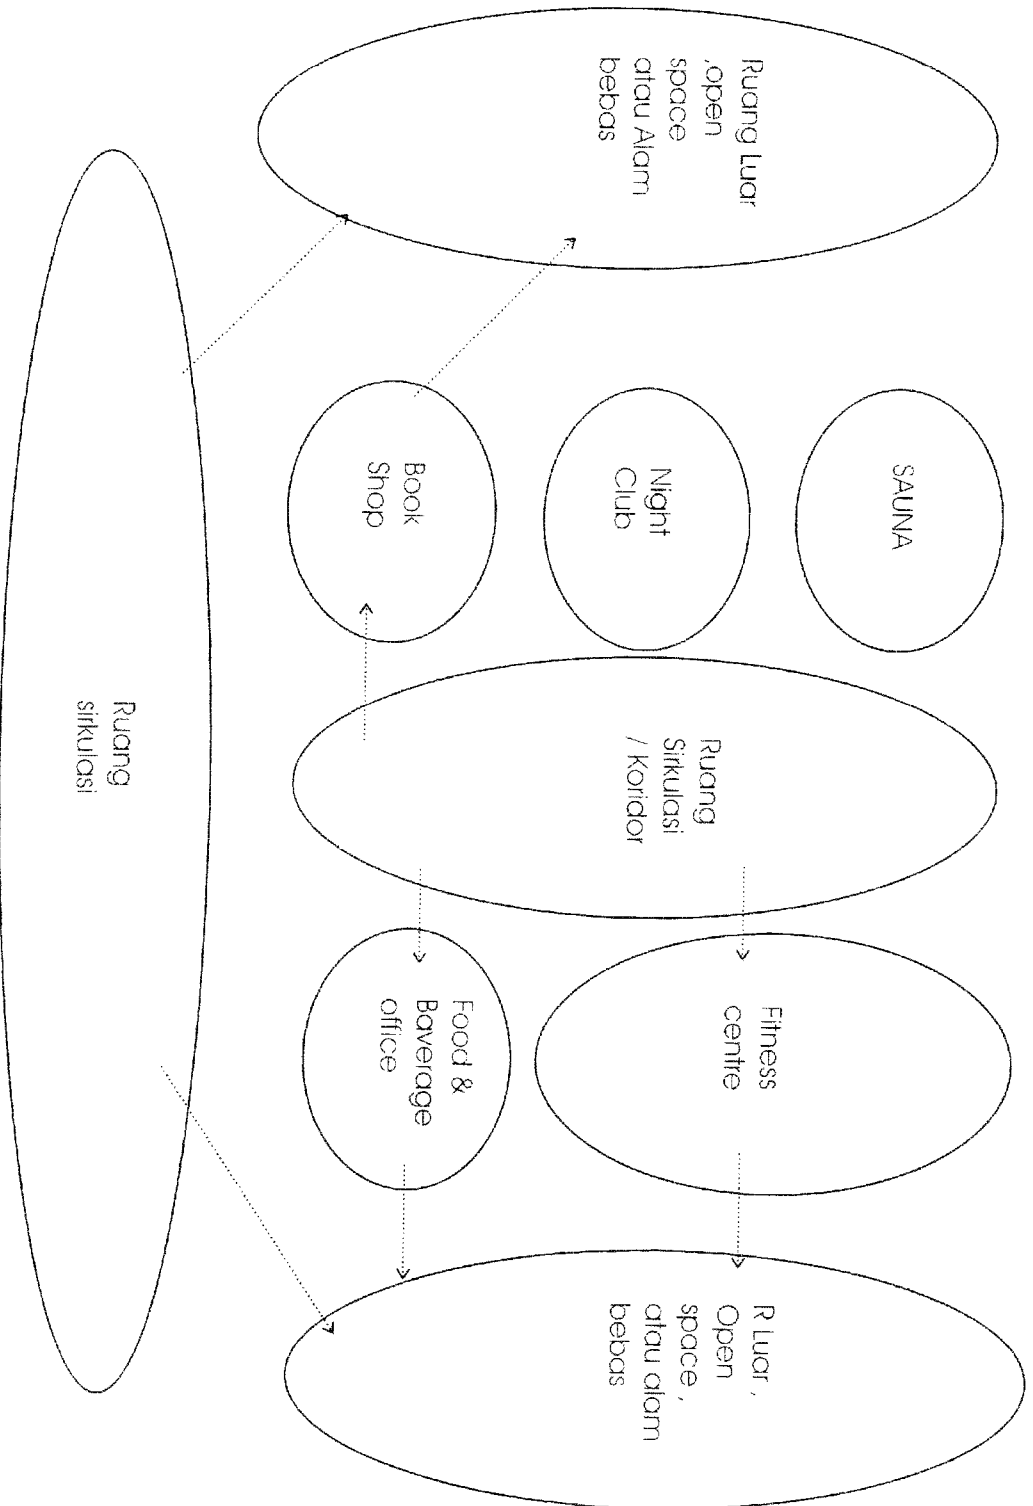 Ruang Luar
,open
space
atau Alam
bebas
SAUNA
Night
Club
Book
Shop
Ruang
Sirkulasi
/ Koridor
Fitness
centre
Food &
Baverage
office
R Luar ,
Open
space ,
atau alam
bebas
Ruang
sirkulasi